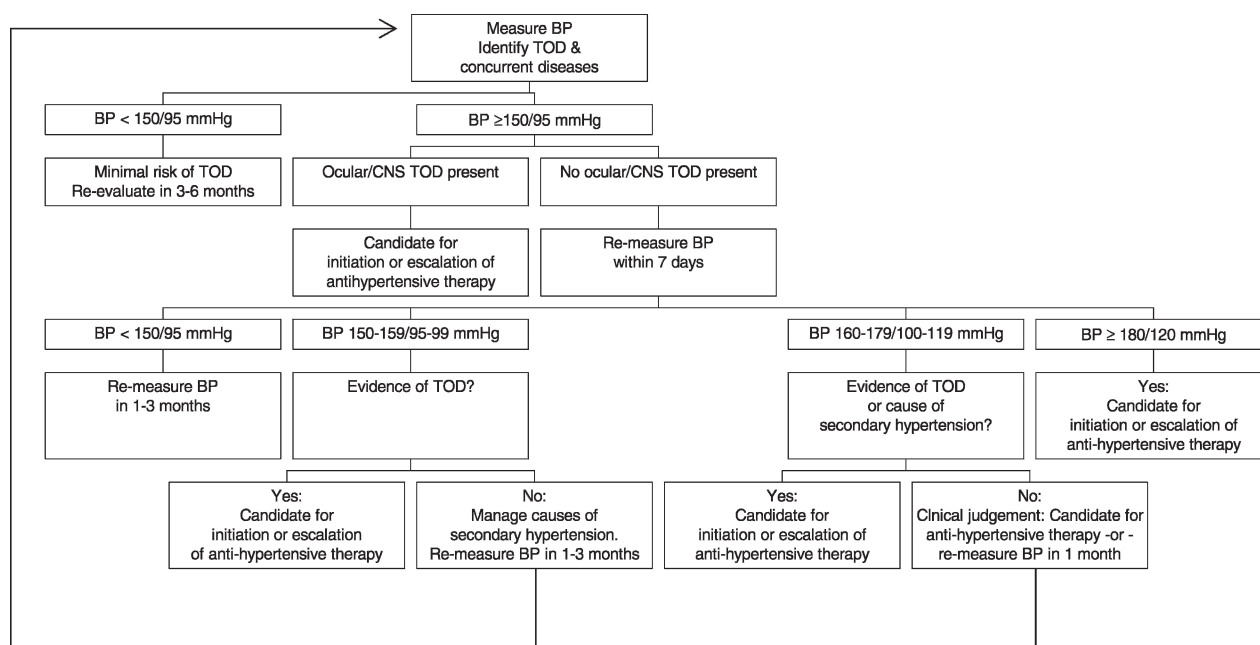 Measure BP
Identify TOD &
concurrent diseases
BP < 150/95 mmHg
BP ≥150/95 mmHg
Minimal risk of TOD
Re-evaluate in 3-6 months
Ocular/CNS TOD present
No ocular/CNS TOD present
Candidate for
initiation or escalation of
antihypertensive therapy
Re-measure BP
within 7 days
BP < 150/95 mmHg
BP 150-159/95-99 mmHg
BP 160-179/100-119 mmHg
BP ≥ 180/120 mmHg
Re-measure BP
in 1-3 months
Evidence of TOD?
Evidence of TOD
or cause of
secondary hypertension?
Yes:
Candidate for
initiation or escalation of
anti-hypertensive therapy
Yes:
Candidate for
initiation or escalation
of anti-hypertensive therapy
No:
Manage causes of
secondary hypertension.
Re-measure BP in 1-3 months
Yes:
Candidate for
initiation or escalation of
anti-hypertensive therapy
No:
Clnical judgement: Candidate for
anti-hypertensive therapy -or -
re-measure BP in 1 month